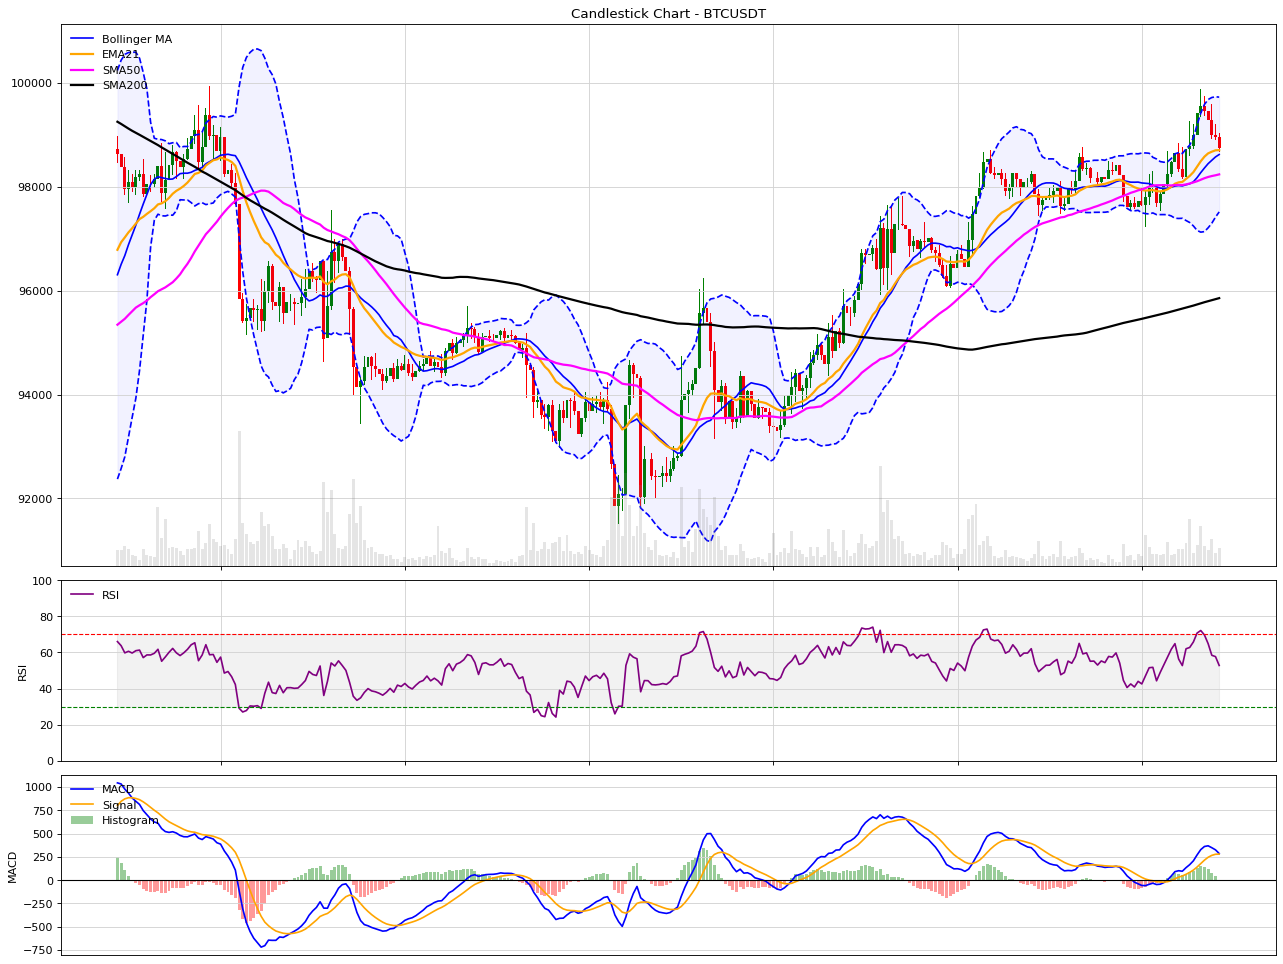 Candlestick Chart - BTCUSDT
Bollinger MA
EMA21
SMA50
SMA200
100000
98000
96000
94000
92000
RSI
100
80
60
40
20
0
RSI
MACD
Signal
Histogram
1000
750
500
250
0
−250
−500
−750
MACD